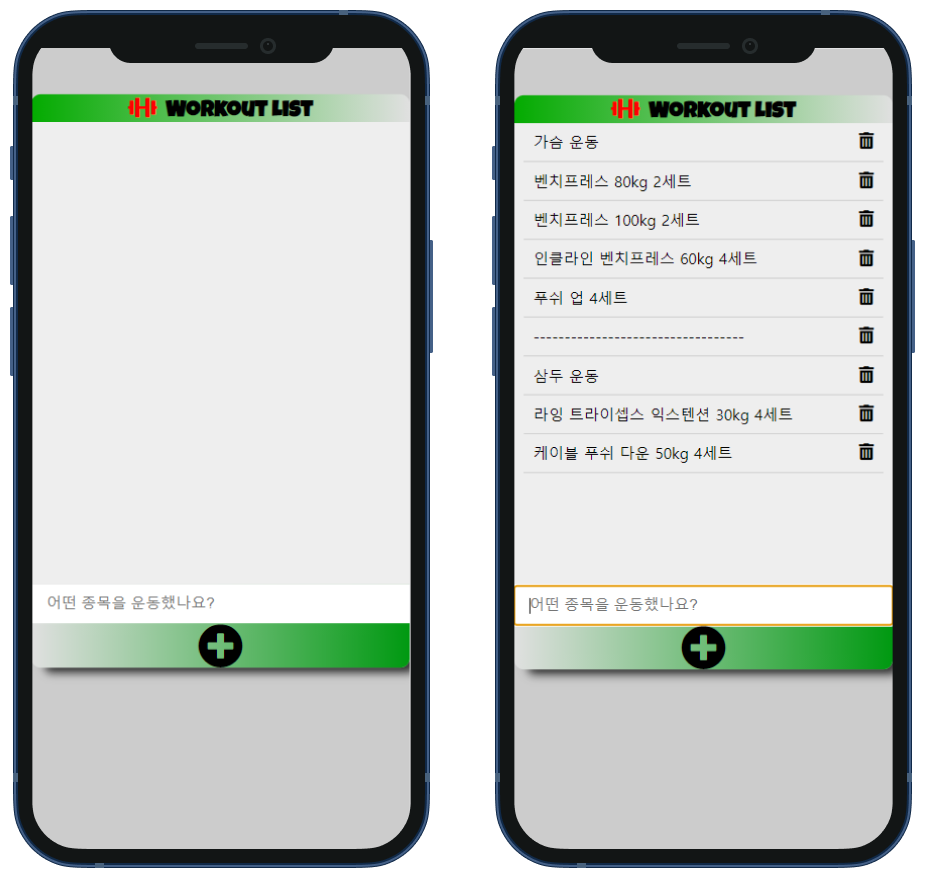 WORKOUT LIST
어떤 종목을 운동했나요?
WORKOUT LIST
가슴 운동
벤치프레스 80kg 2세트
벤치프레스 100kg 2세트
인클라인 벤치프레스 60kg 4세트
푸쉬 업 4세트
----------------------------------
삼두 운동
라잉 트라이셉스 익스텐션 30kg 4세트
케이블 푸쉬 다운 50kg 4세트
어떤 종목을 운동했나요?